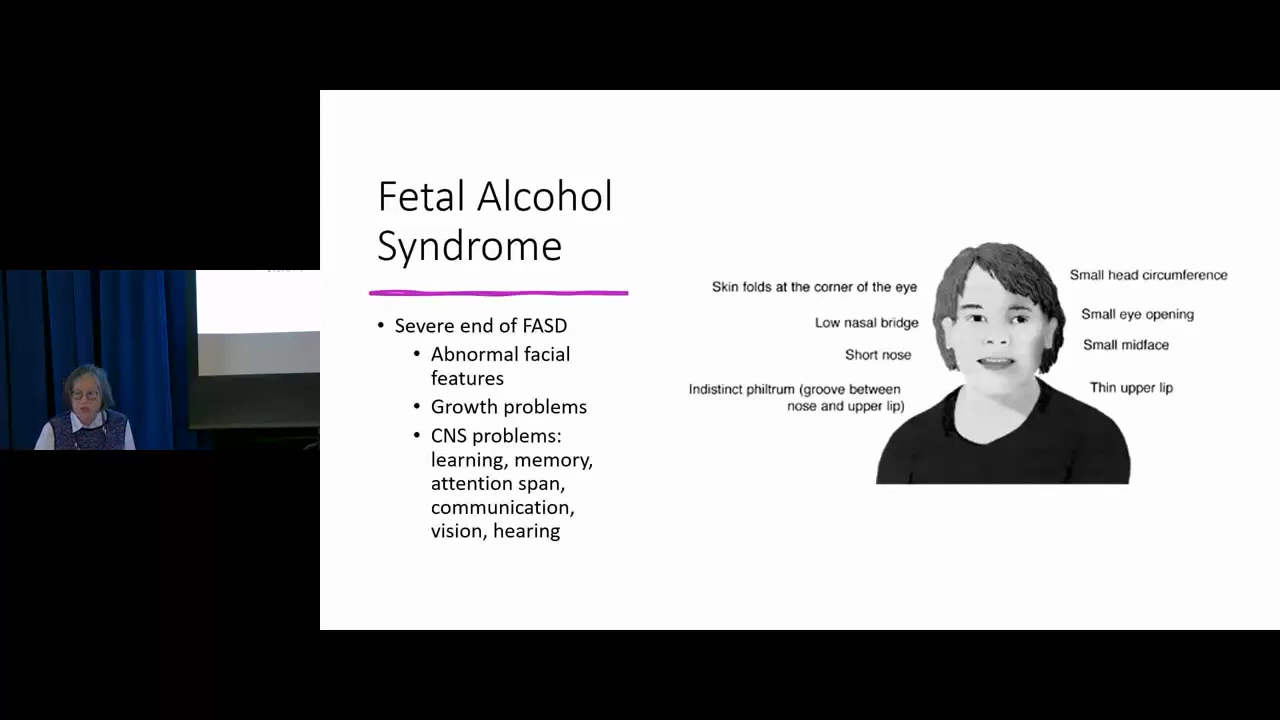 Fetal Alcohol
Syndrome
• Severe end of FASD
• Abnormal facial
features
• Growth problems
• CNS problems:
learning, memory,
attention span,
communication,
vision, hearing
Skin folds at the corner of the eye
Low nasal bridge
Short nose
Indistinct philtrum (groove between
nose and upper lip)
Small head circumference
Small eye opening
Small midface
Thin upper lip